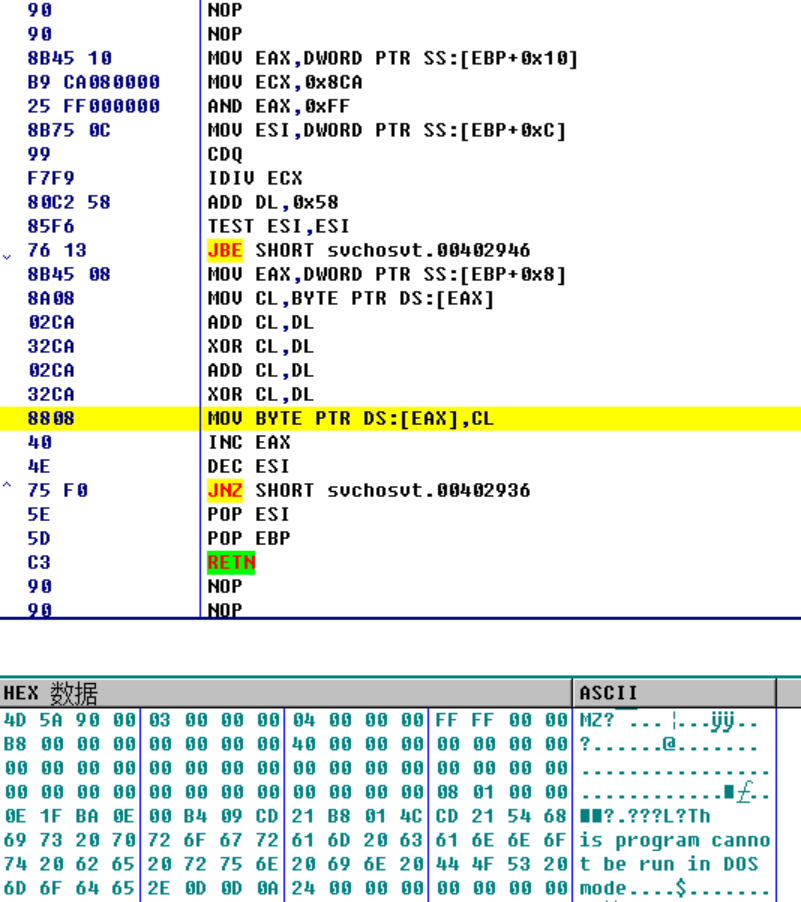 90 NOP
90 NOP
8B45 10 MOV EAX,DWORD PTR SS:[EBP+0x10]
B9 CA080000 MOV ECX,0x8CA
25 FF000000 AND EAX,0xFF
8B75 0C MOV ESI,DWORD PTR SS:[EBP+0xC]
99 CDQ
F7F9 IDIV ECX
80C2 58 ADD DL,0x58
85F6 TEST ESI,ESI
76 13 JBE SHORT svchosvt.00402946
8B45 08 MOV EAX,DWORD PTR SS:[EBP+0x8]
8A08 MOV CL,BYTE PTR DS:[EAX]
02CA ADD CL,DL
32CA XOR CL,DL
02CA ADD CL,DL
32CA XOR CL,DL
8808 MOV BYTE PTR DS:[EAX],CL
40 INC EAX
4E DEC ESI
75 F0 JNZ SHORT svchosvt.00402936
5E POP ESI
5D POP EBP
C3 RETN
90 NOP
90 NOP
HEX 数据 ASCII
4D 5A 90 00 03 00 00 00 04 00 00 00 FF FF 00 00 MZ? ... ¦...ÿÿ..
B8 00 00 00 00 00 00 00 40 00 00 00 00 00 00 00 ?......@.......
00 00 00 00 00 00 00 00 00 00 00 00 00 00 00 00 ................
00 00 00 00 00 00 00 00 00 00 00 00 08 01 00 00 ............■ƒ..
0E 1F BA 0E 00 B4 09 CD 21 B8 01 4C CD 21 54 68 ■■?.???L?Th
69 73 20 70 72 6F 67 72 61 6D 20 63 61 6E 6E 6F is program canno
74 20 62 65 20 72 75 6E 20 69 6E 20 44 4F 53 20 t be run in DOS
6D 6F 64 65 2E 0D 0D 0A 24 00 00 00 00 00 00 00 mode....$.......